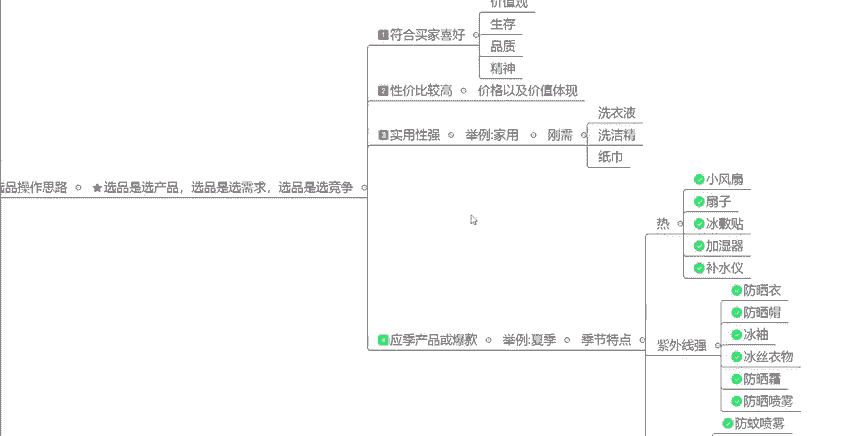 价值观
1符合买家喜好
生存
品质
精神
2性价比较高
价格以及价值体现
3实用性强
举例:家用
刚需
洗衣液
洗洁精
纸巾
选品操作思路
★选品是选产品，选品是选需求，选品是选竞争
4应季产品或爆款
举例:夏季
季节特点
热
小风扇
扇子
冰敷贴
加湿器
补水仪
紫外线强
防晒衣
防晒帽
冰袖
冰丝衣物
防晒霜
防晒喷雾
防蚊喷雾